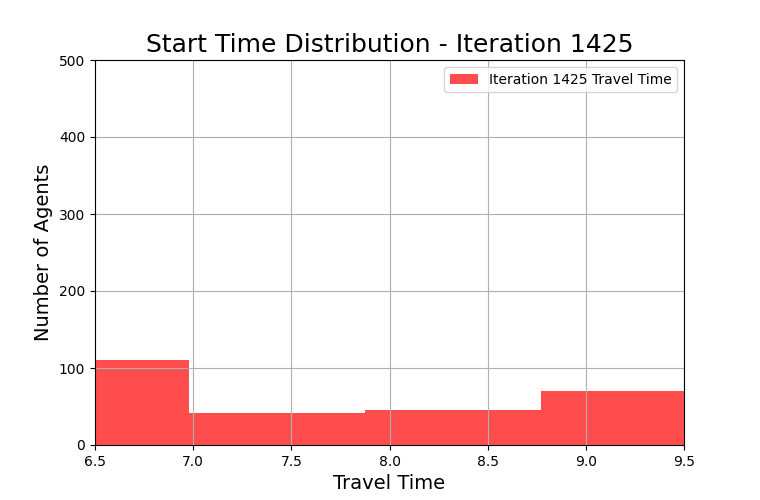 Start Time Distribution - Iteration 1425
500
Iteration 1425 Travel Time
400
300
200
100
0
Number of Agents
6.5 7.0 7.5 8.0 8.5 9.0 9.5
Travel Time